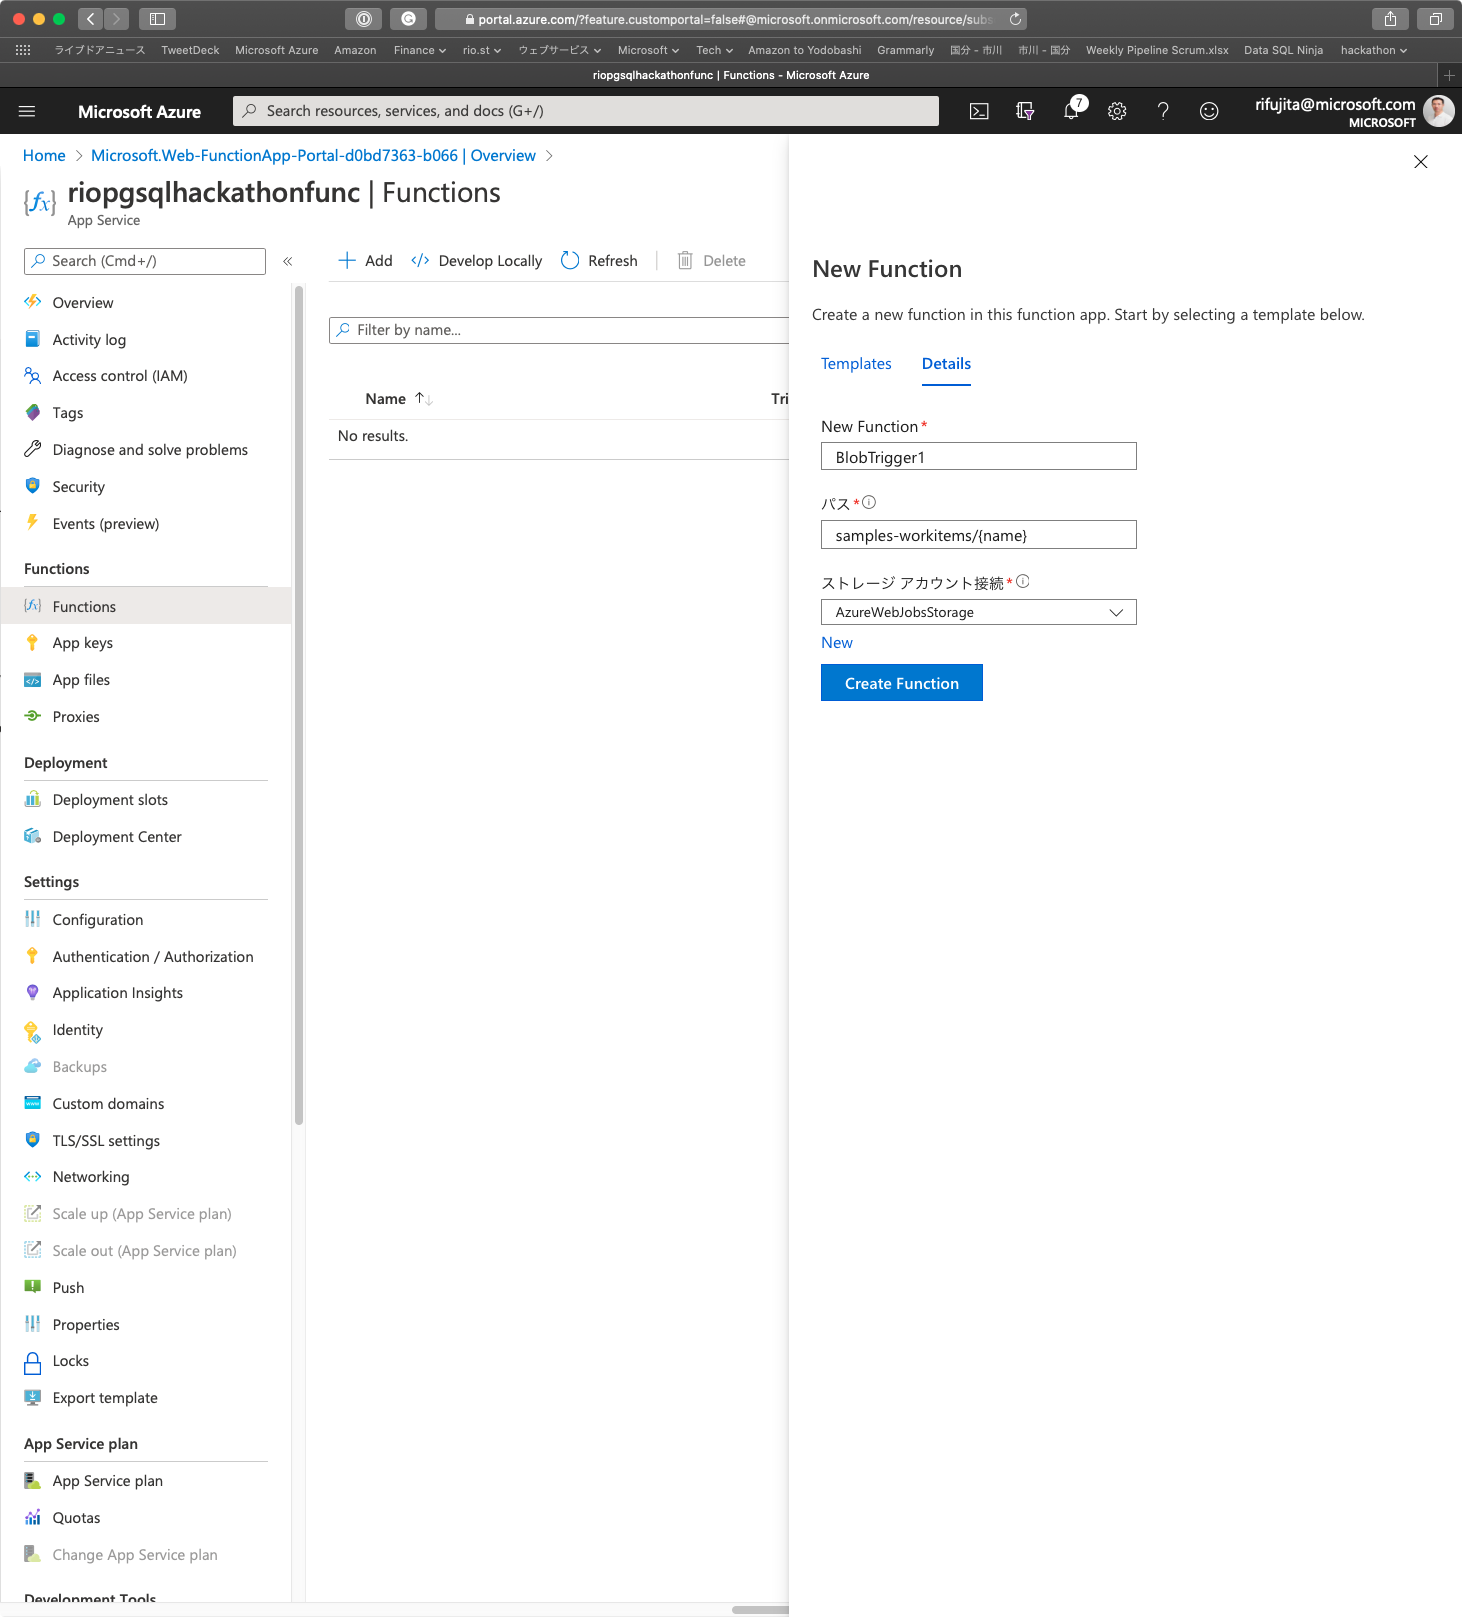 portal.azure.com/?feature.customportal=false#@microsoft.onmicrosoft.com/resource/subs
ライブドアニュース TweetDeck Microsoft Azure Amazon Finance rio.st ウェブサービス Microsoft Tech Amazon to Yodobashi Grammarly 国分 - 市川 市川 - 国分 Weekly Pipeline Scrum.xlsx Data SQL Ninja hackathon
riopgsqlhackathonfunc | Functions - Microsoft Azure
Microsoft Azure
Search resources, services, and docs (G+/)
7
rifujita@microsoft.com
MICROSOFT
Home > Microsoft.Web-FunctionApp-Portal-d0bd7363-b066 | Overview >
riopgsqlhackathonfunc | Functions
App Service
Search (Cmd+/)
«
Overview
Activity log
Access control (IAM)
Tags
Diagnose and solve problems
Security
Events (preview)
Functions
Functions
App keys
App files
Proxies
Deployment
Deployment slots
Deployment Center
Settings
Configuration
Authentication / Authorization
Application Insights
Identity
Backups
Custom domains
TLS/SSL settings
Networking
Scale up (App Service plan)
Scale out (App Service plan)
Push
Properties
Locks
Export template
App Service plan
App Service plan
Quotas
Change App Service plan
Development Tools
Add Develop Locally Refresh Delete
Filter by name...
Name Tri
No results.
New Function
Create a new function in this function app. Start by selecting a template below.
Templates Details
New Function *
BlobTrigger1
パス *
samples-workitems/{name}
ストレージ アカウント接続 *
AzureWebJobsStorage
New
Create Function